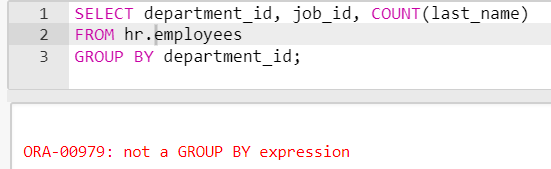 1 SELECT department_id, job_id, COUNT(last_name)
2 FROM hr.employees
3 GROUP BY department_id;
ORA-00979: not a GROUP BY expression